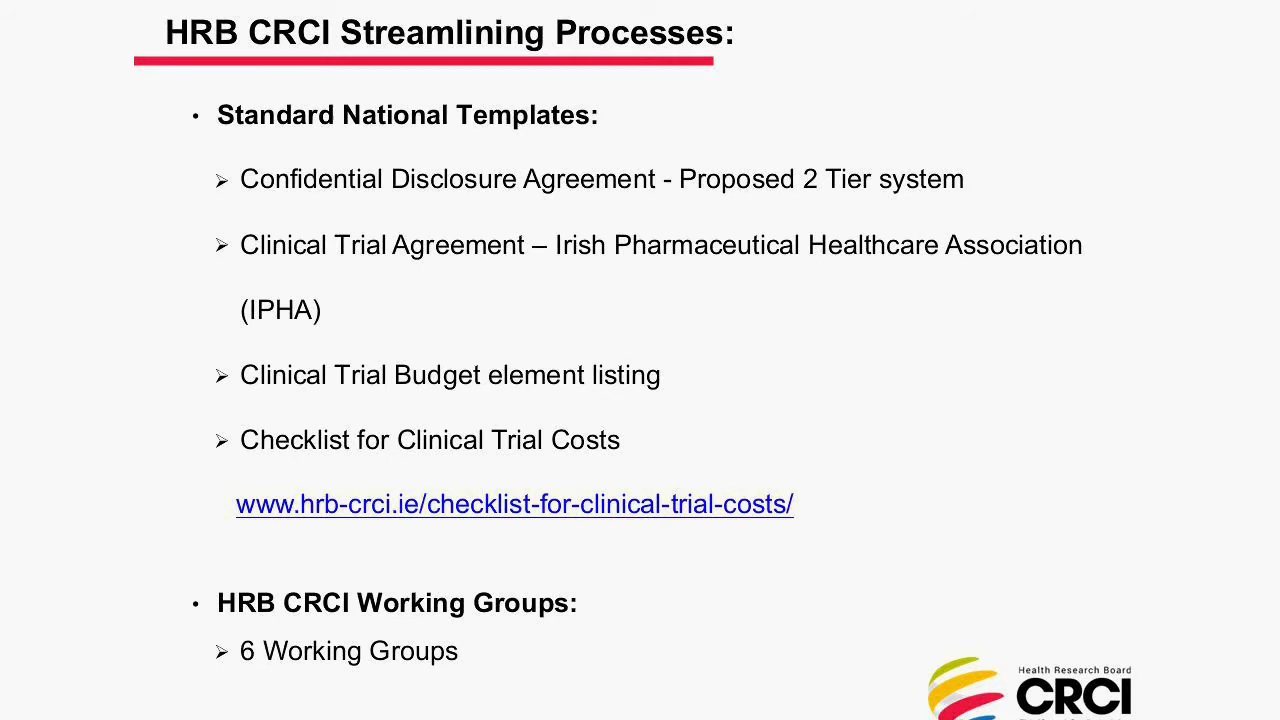 HRB CRCI Streamlining Processes:
• Standard National Templates:
➢ Confidential Disclosure Agreement - Proposed 2 Tier system
➢ Clinical Trial Agreement – Irish Pharmaceutical Healthcare Association
(IPHA)
➢ Clinical Trial Budget element listing
➢ Checklist for Clinical Trial Costs
www.hrb-crci.ie/checklist-for-clinical-trial-costs/
• HRB CRCI Working Groups:
➢ 6 Working Groups
Health Research Board
CRCI